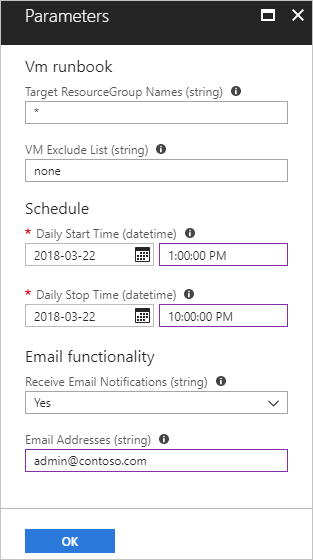 Parameters
Vm runbook
Target ResourceGroup Names (string)
*
VM Exclude List (string)
none
Schedule
* Daily Start Time (datetime)
2018-03-22 1:00:00 PM
* Daily Stop Time (datetime)
2018-03-22 10:00:00 PM
Email functionality
Receive Email Notifications (string)
Yes
Email Addresses (string)
admin@contoso.com
OK